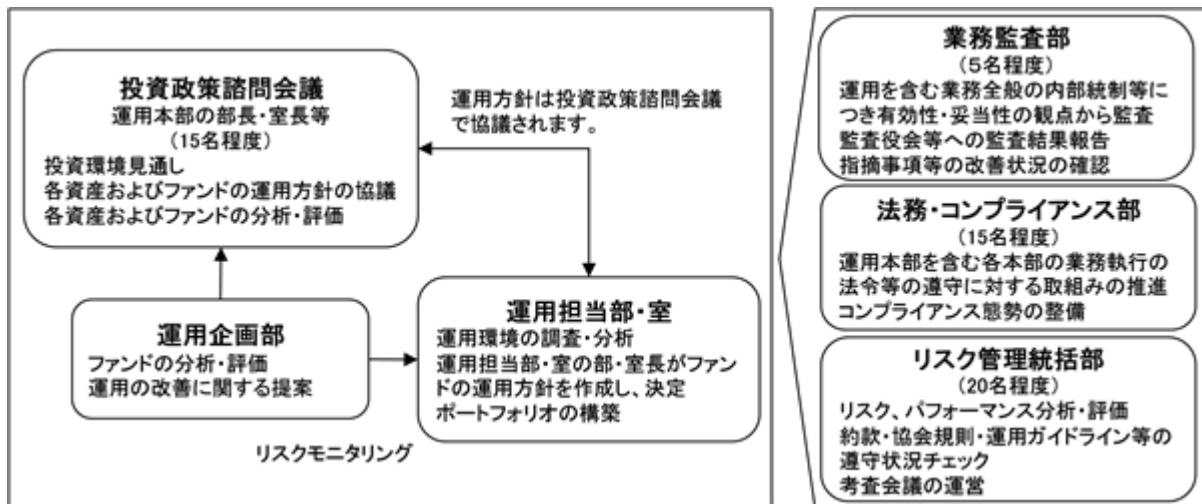 投資政策諮問会議
運用本部の部長・室長等
(15名程度)
投資環境見通し
各資産およびファンドの運用方針の協議
各資産およびファンドの分析・評価
運用方針は投資政策諮問会議
で協議されます。
運用企画部
ファンドの分析・評価
運用の改善に関する提案
運用担当部・室
運用環境の調査・分析
運用担当部・室の部・室長がファン
ドの運用方針を作成し、決定
ポートフォリオの構築
リスクモニタリング
業務監査部
(5名程度)
運用を含む業務全般の内部統制等に
つき有効性・妥当性の観点から監査
監査役会等への監査結果報告
指摘事項等の改善状況の確認
法務・コンプライアンス部
(15名程度)
運用本部を含む各本部の業務執行の
法令等の遵守に対する取組みの推進
コンプライアンス態勢の整備
リスク管理統括部
(20名程度)
リスク、パフォーマンス分析・評価
約款・協会規則・運用ガイドライン等の
遵守状況チェック
考査会議の運営